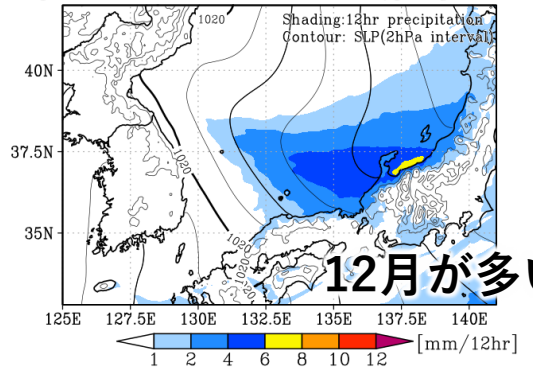 1020
Shading:12hr precipitation
Contour: SLP(2hPa interval)
40N
37.5N
1020
35N
1020
1020
1020
12月が多い
125E 127.5E 130E 132.5E 135E 137.5E 140E
[mm/12hr]
1 2 4 6 8 10 12